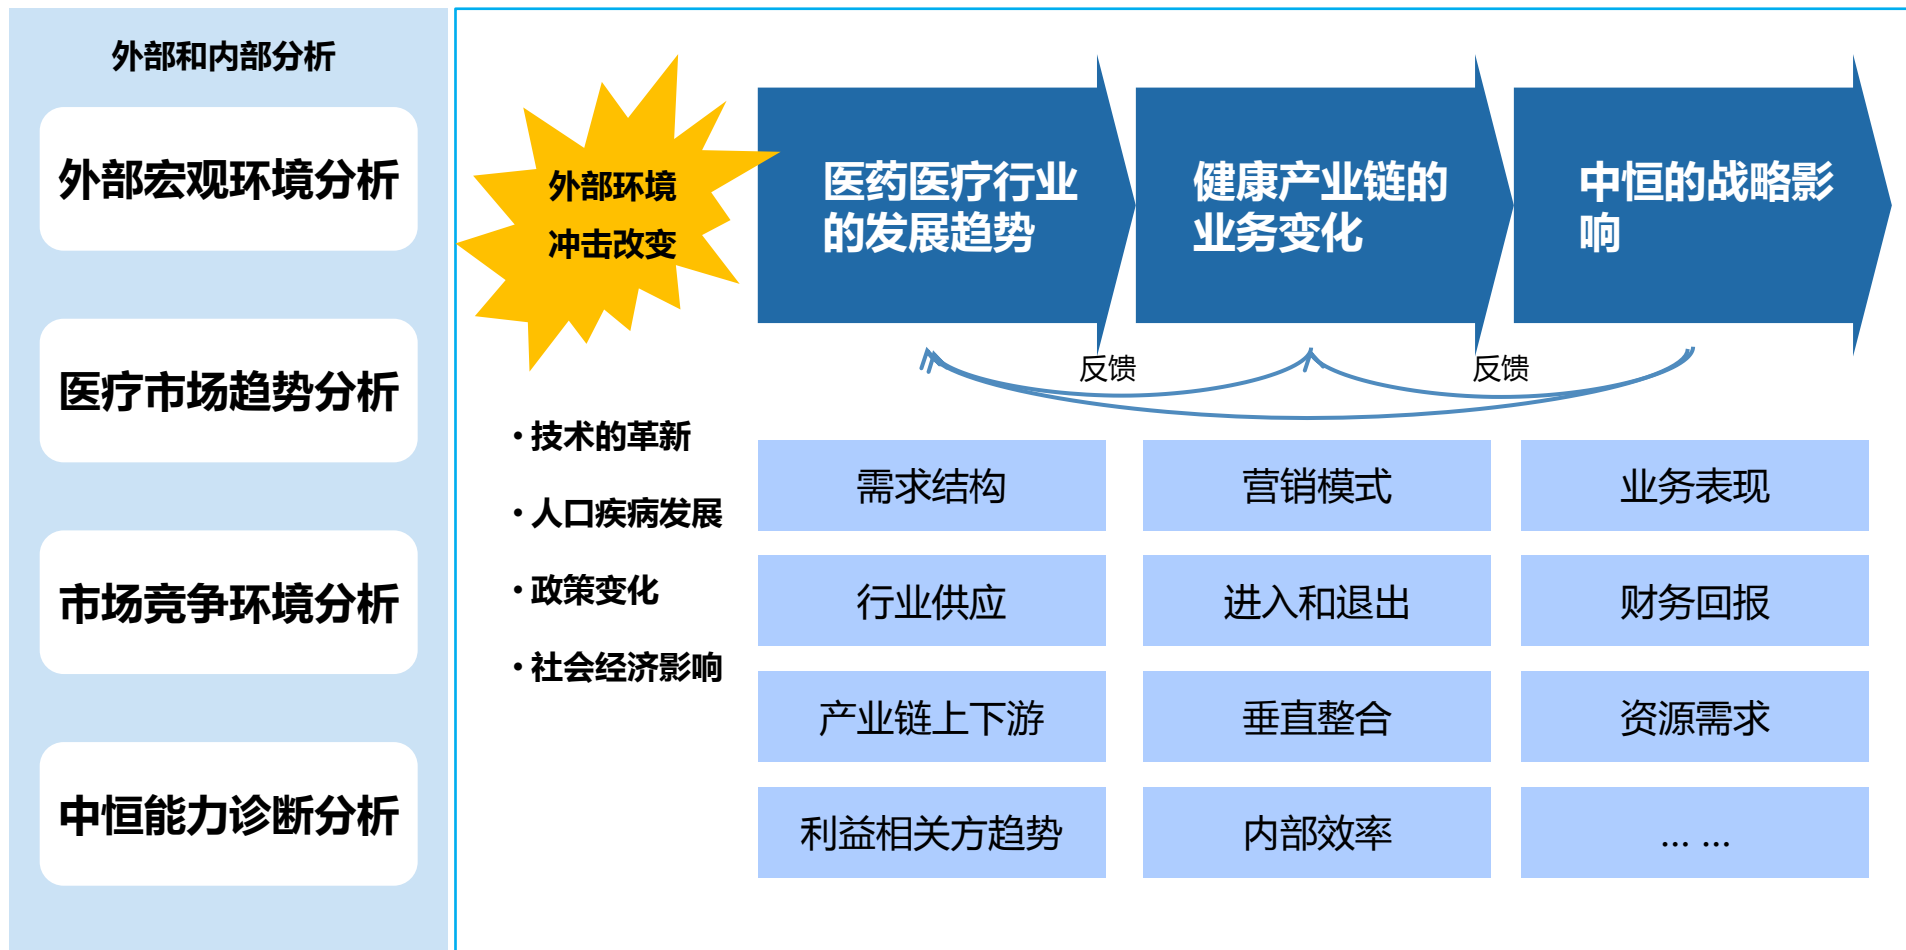 外部和内部分析
外部宏观环境分析
医疗市场趋势分析
市场竞争环境分析
中恒能力诊断分析
外部环境
冲击改变
·技术的革新
·人口疾病发展
·政策变化
·社会经济影响
医药医疗行业
的发展趋势
健康产业链的
业务变化
中恒的战略影
响
反馈
反馈
需求结构
营销模式
业务表现
行业供应
进入和退出
财务回报
产业链上下游
垂直整合
资源需求
利益相关方趋势
内部效率
... ...